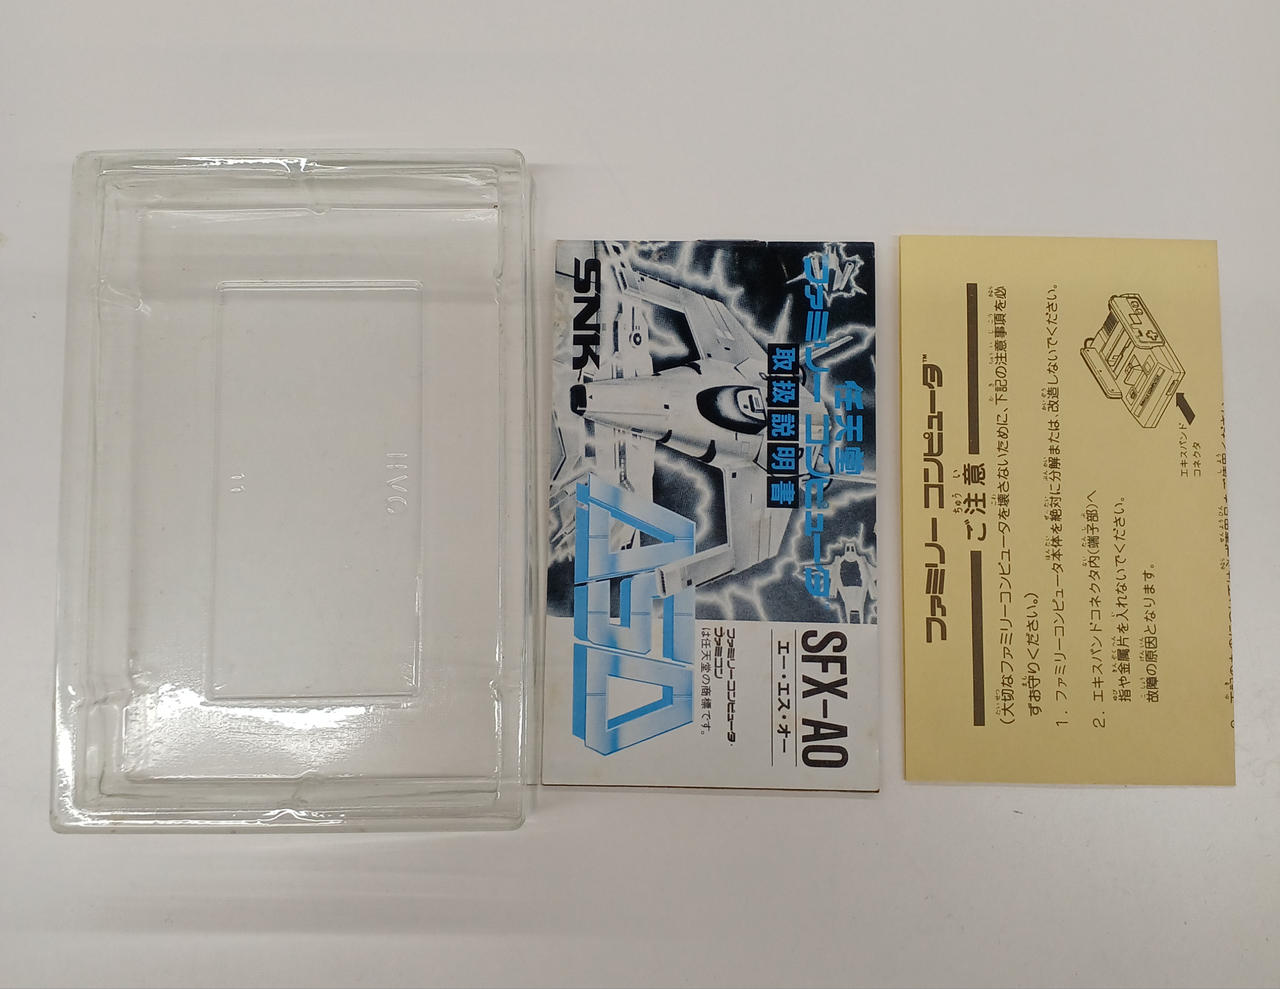 SNK
ASO
任天堂
ファミリー コンピュータ
取扱説明書
SFX-AO
エー・エス・オー
ファミリーコンピュータ・
ファミコン
は任天堂の商標です。
ファミリー コンピュータ™
ご注意
ちゅうい
(大切なファミリーコンピュータを壊さないために、下記の注意事項を必
ずお守りください。)
1. ファミリーコンピュータ本体を絶対に分解または、改造しないでください。
2. エキスパンドコネクタ内(端子部)へ
指や金属片を入れないでください。
故障の原因となります。
エキスパンド
コネクタ